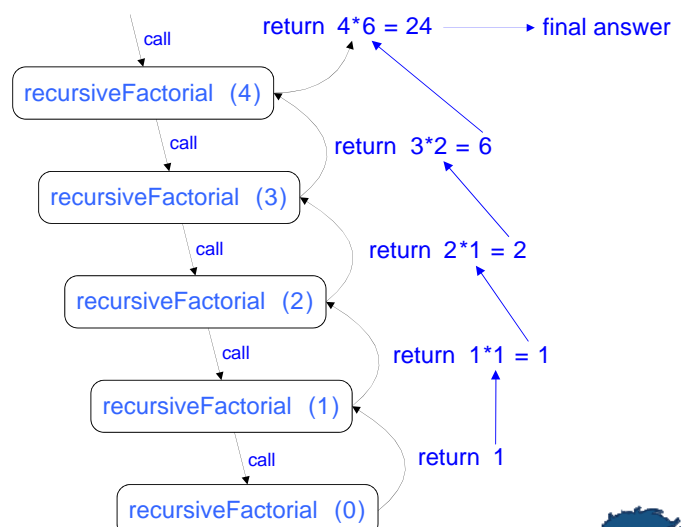 return 4*6 = 24 final answer
call
recursiveFactorial (4)
call
return 3*2 = 6
recursiveFactorial (3)
call
return 2*1 = 2
recursiveFactorial (2)
call
return 1*1 = 1
recursiveFactorial (1)
call
return 1
recursiveFactorial (0)